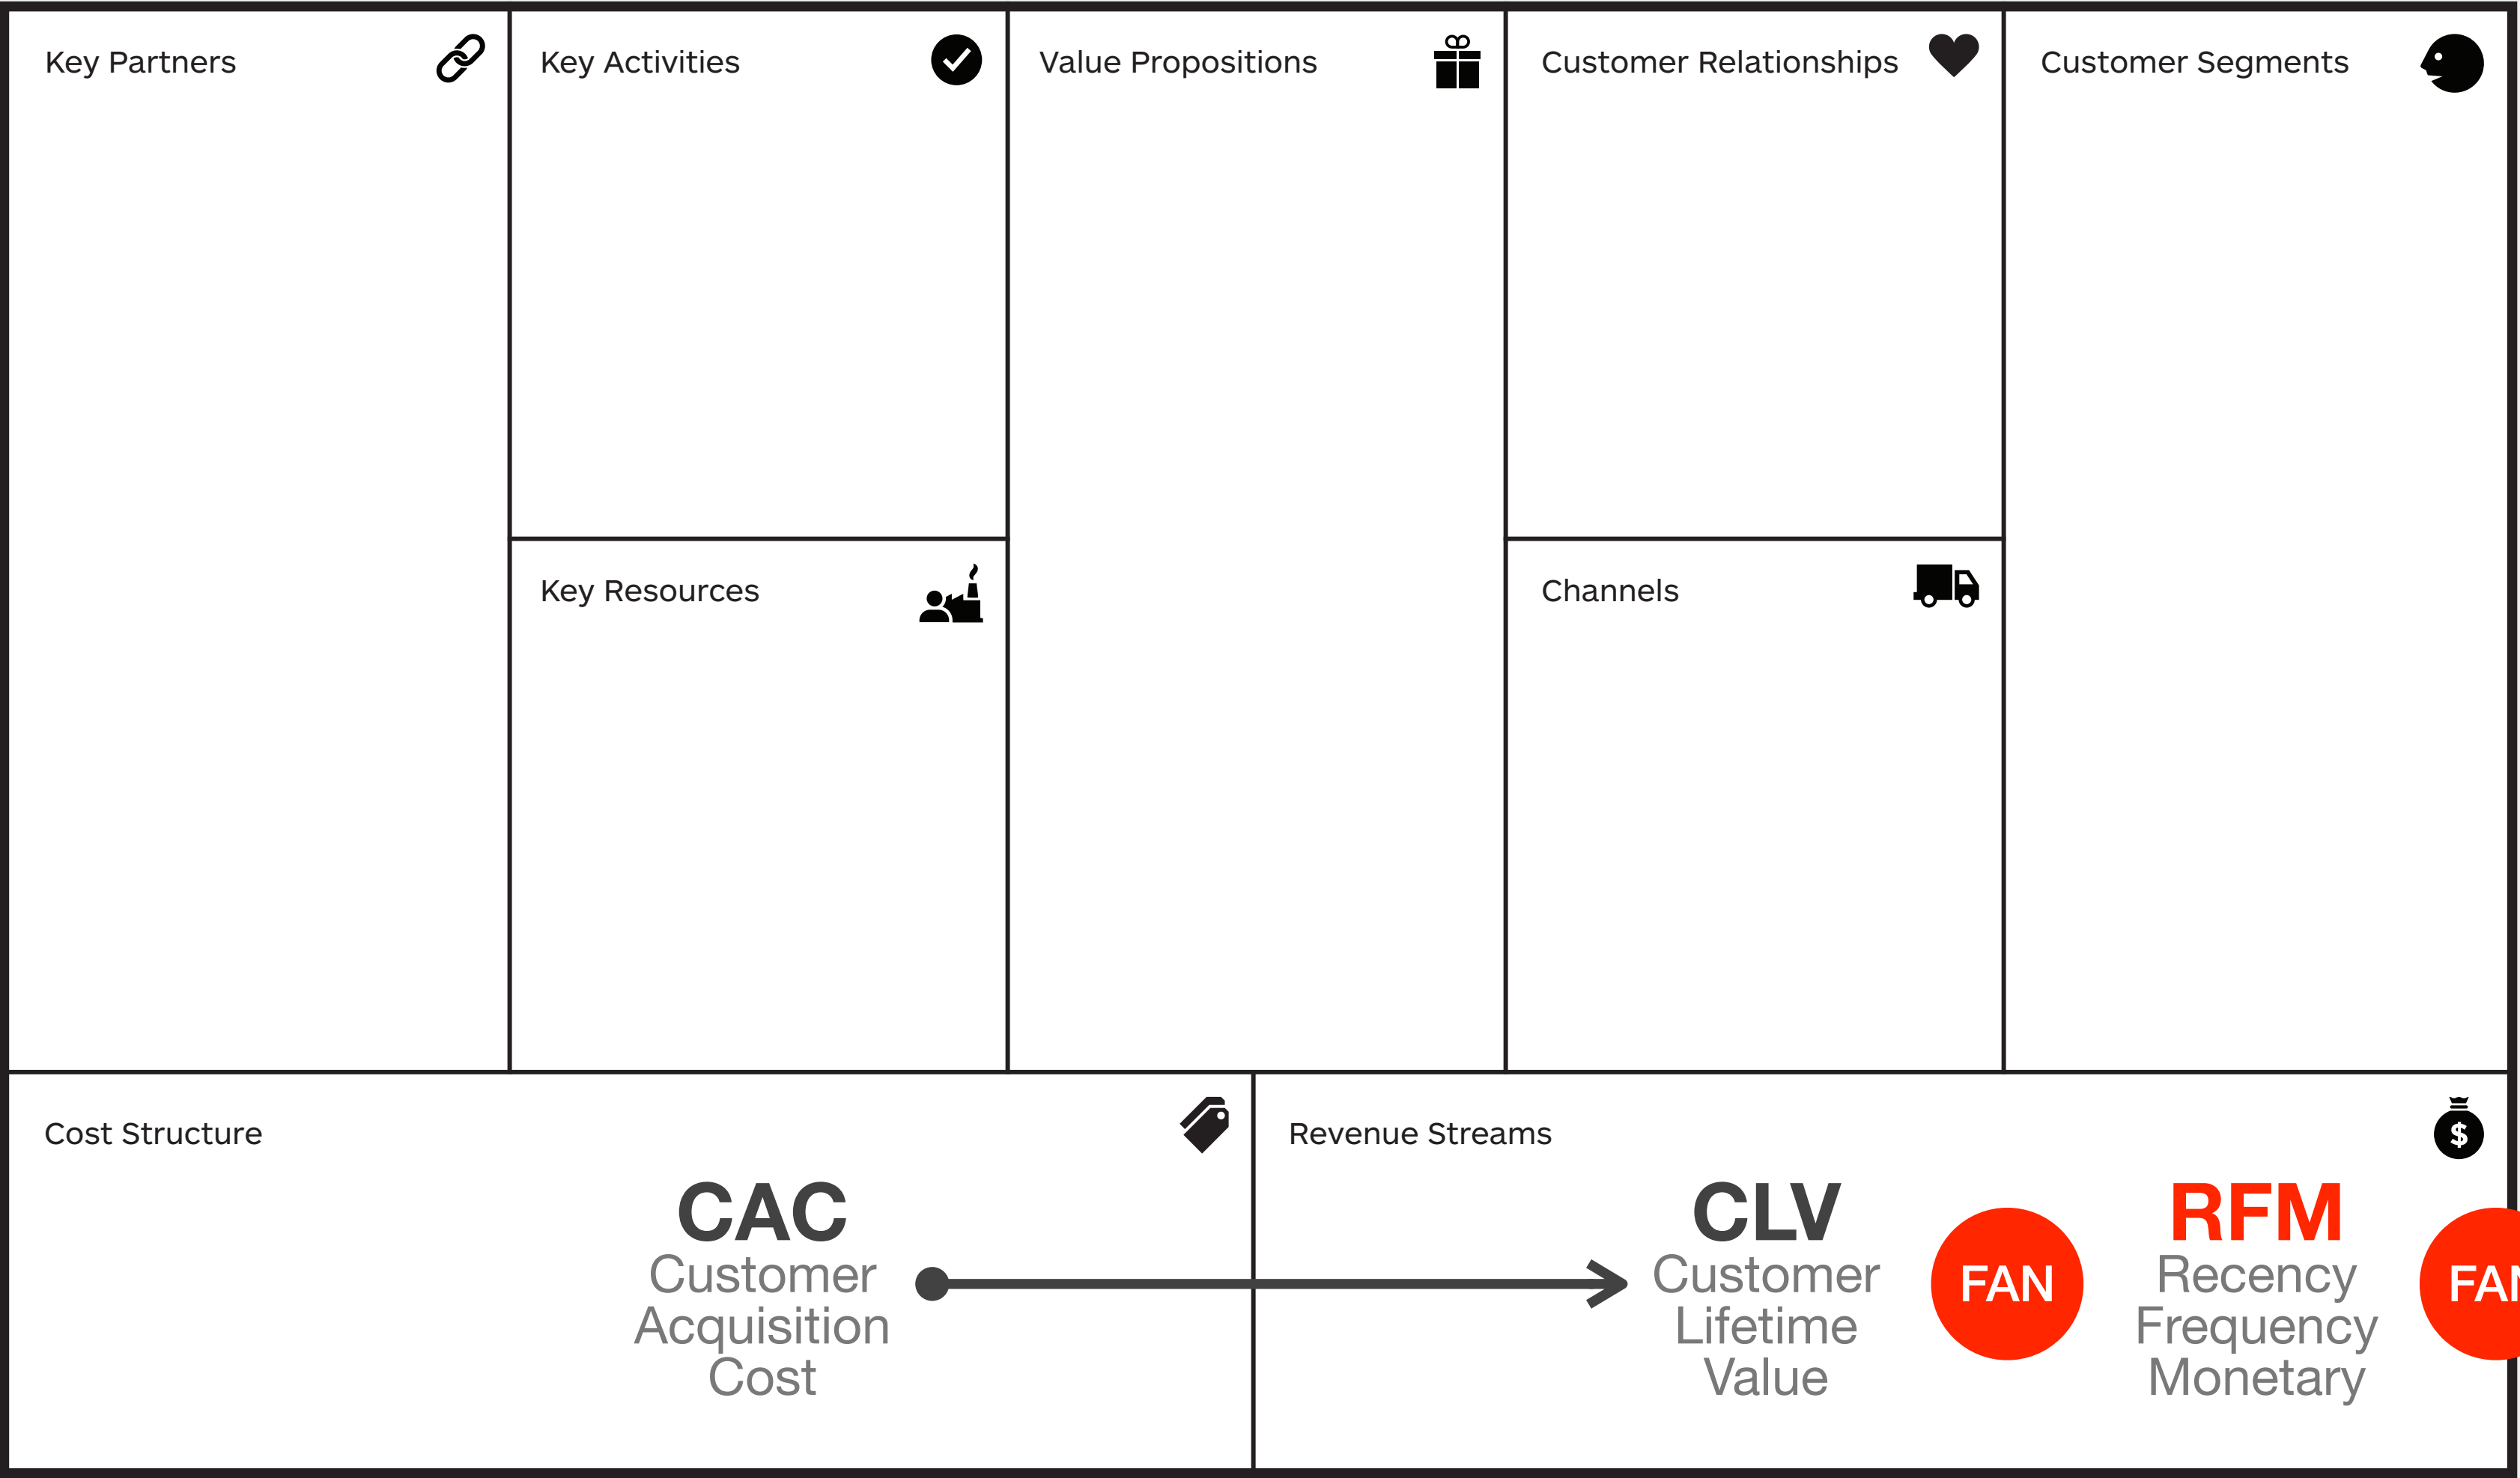 Key Partners
Key Activities
Value Propositions
Customer Relationships
Customer Segments
Key Resources
Channels
Cost Structure
CAC
Customer
Acquisition
Cost
$
Revenue Streams
CLV
Customer
Lifetime
Value
FAN
RFM
Recency
Frequency
Monetary
FAN